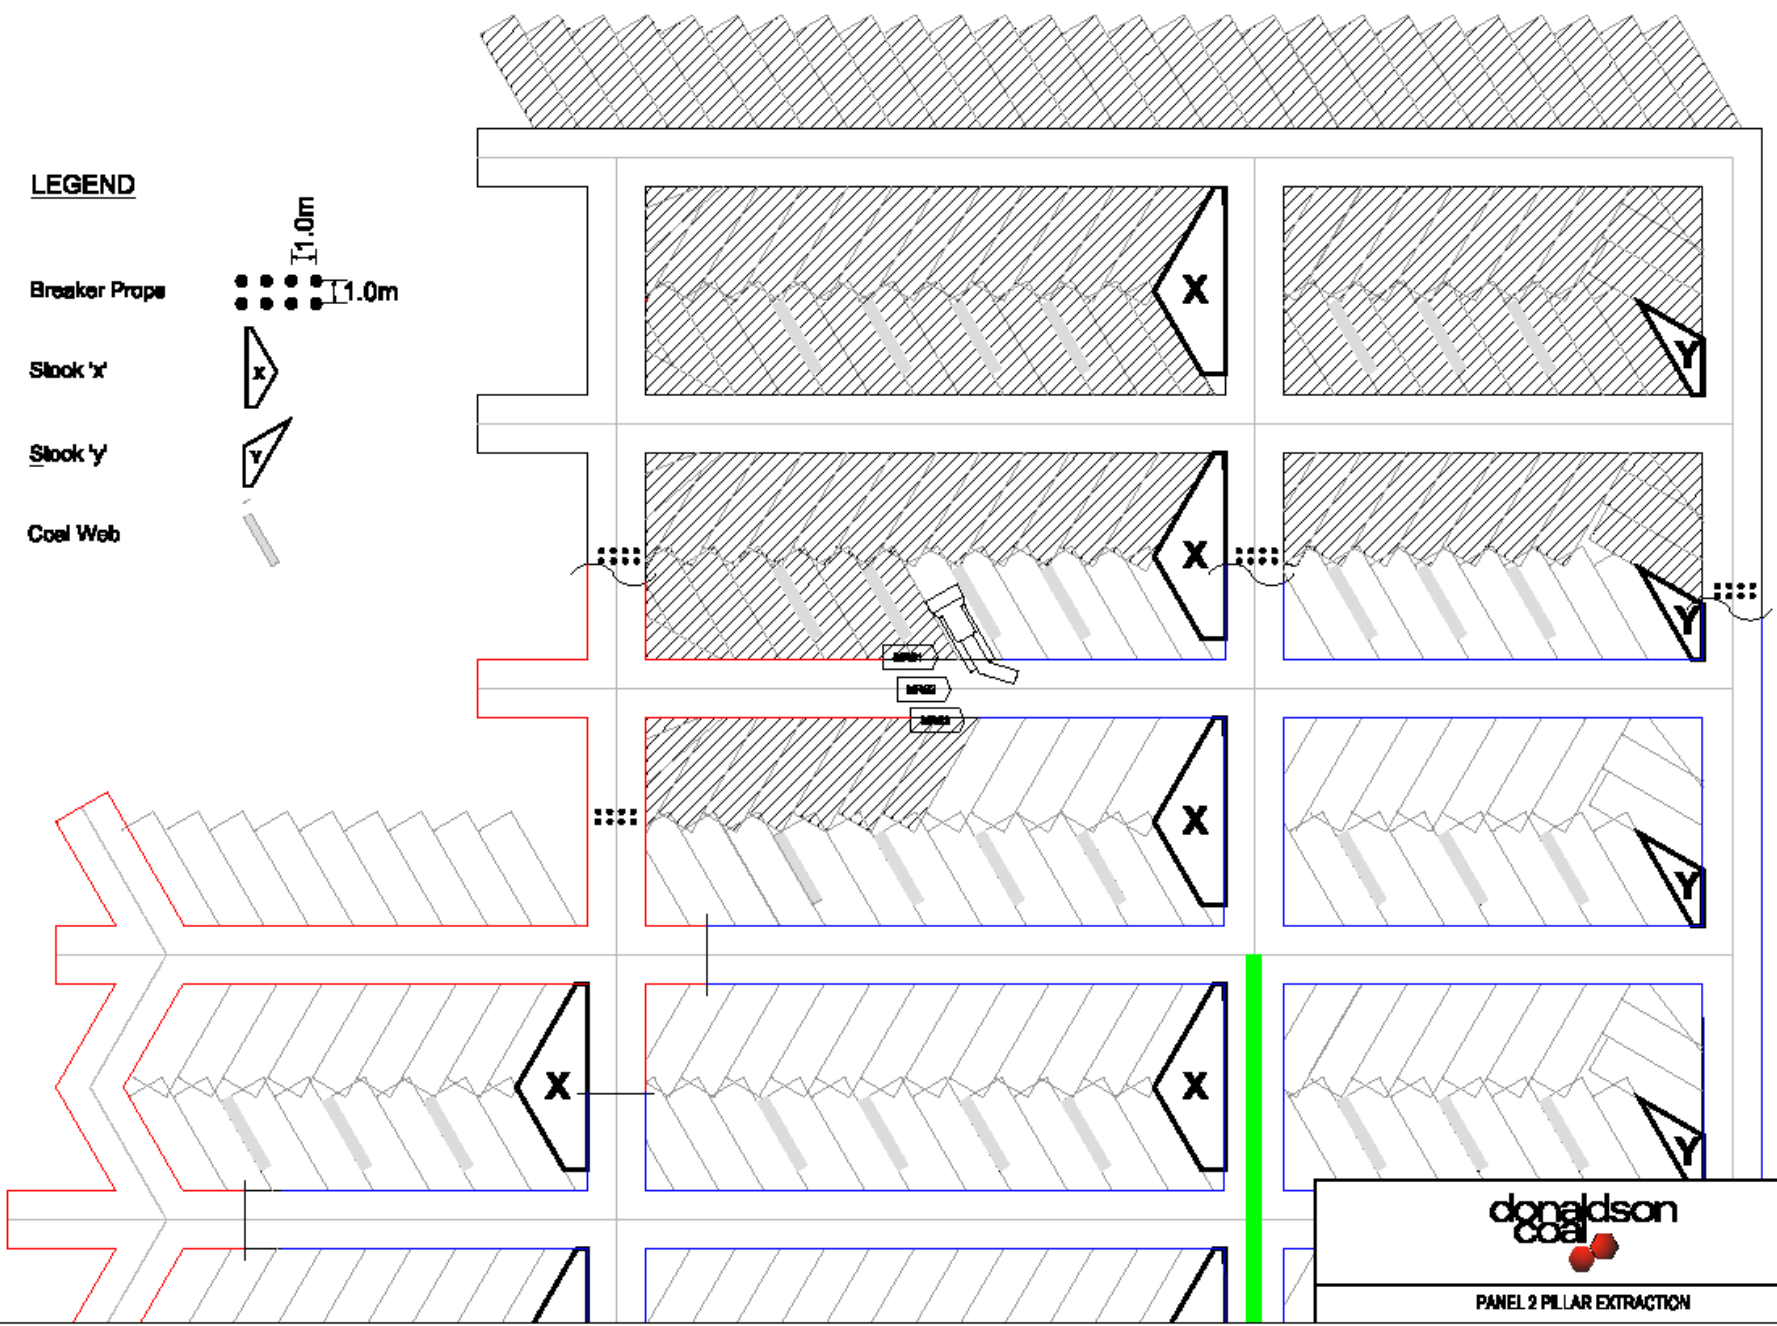 LEGEND
1.0m
Breaker Props
1.0m
Stook 'x'
X
Stook 'y'
Y
Coal Web
X
Y
X
Y
X
Y
X
X
Y
donaldson
coal
PANEL 2 PILLAR EXTRACTION